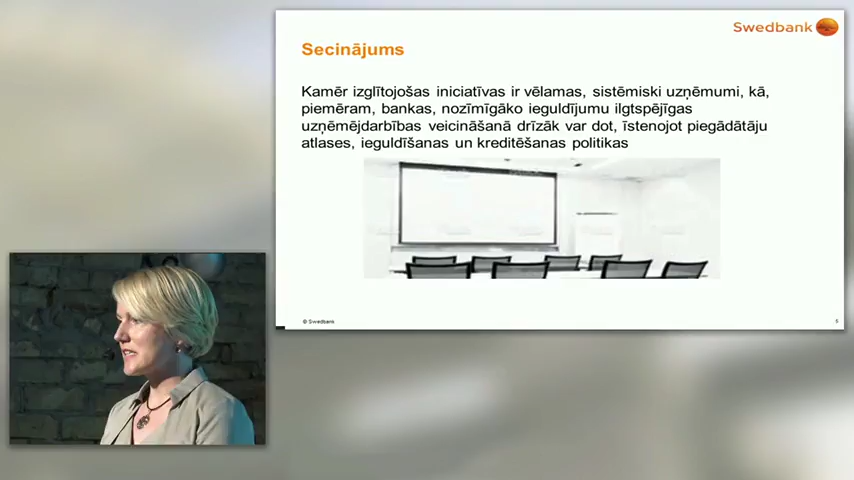 Swedbank
Secinājums
Kamēr izglītojošas iniciatīvas ir vēlamas, sistēmiski uzņēmumi, kā,
piemēram, bankas, nozīmīgāko ieguldījumu ilgtspējīgas
uzņēmējdarbības veicināšanā drīzāk var dot, īstenojot piegādātāju
atlases, ieguldīšanas un kreditēšanas politikas
© Swedbank
5